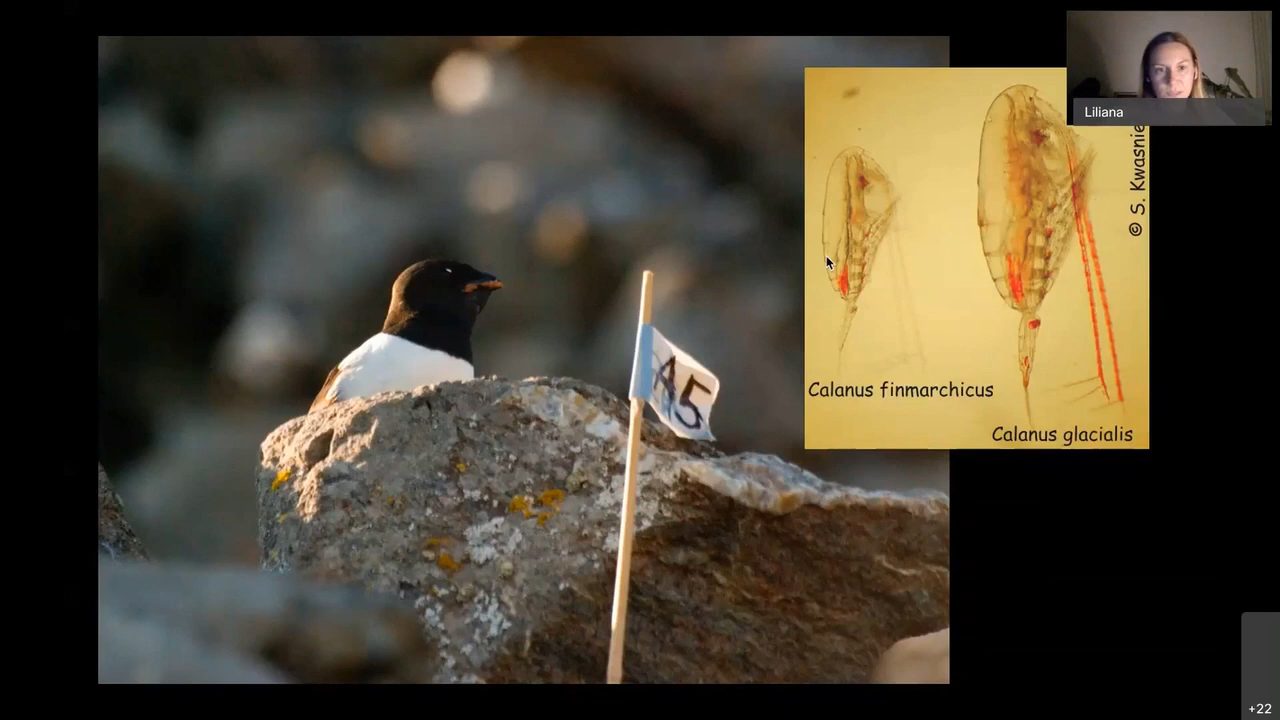 Liliana
© S. Kwasnie
A5
Calanus finmarchicus
Calanus glacialis
+22